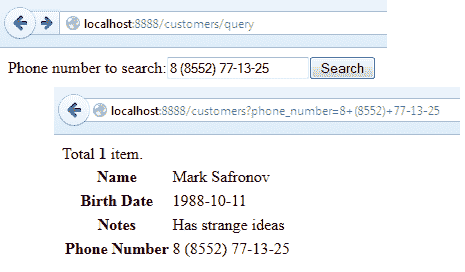 localhost:8888/customers/query
Phone number to search: 8 (8552) 77-13-25 Search
localhost:8888/customers?phone_number=8+(8552)+77-13-25
Total 1 item.
Name Mark Safronov
Birth Date 1988-10-11
Notes Has strange ideas
Phone Number 8 (8552) 77-13-25